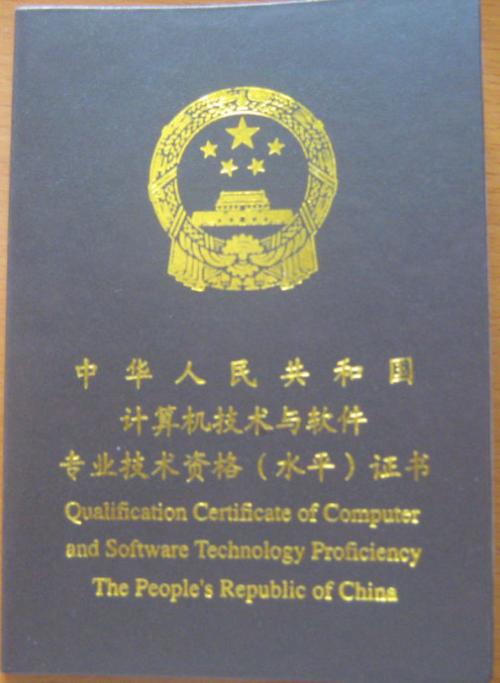 中华人民共和国
计算机技术与软件
专业技术资格（水平）证书
Qualification Certificate of Computer
and Software Technology Proficiency
The People's Republic of China